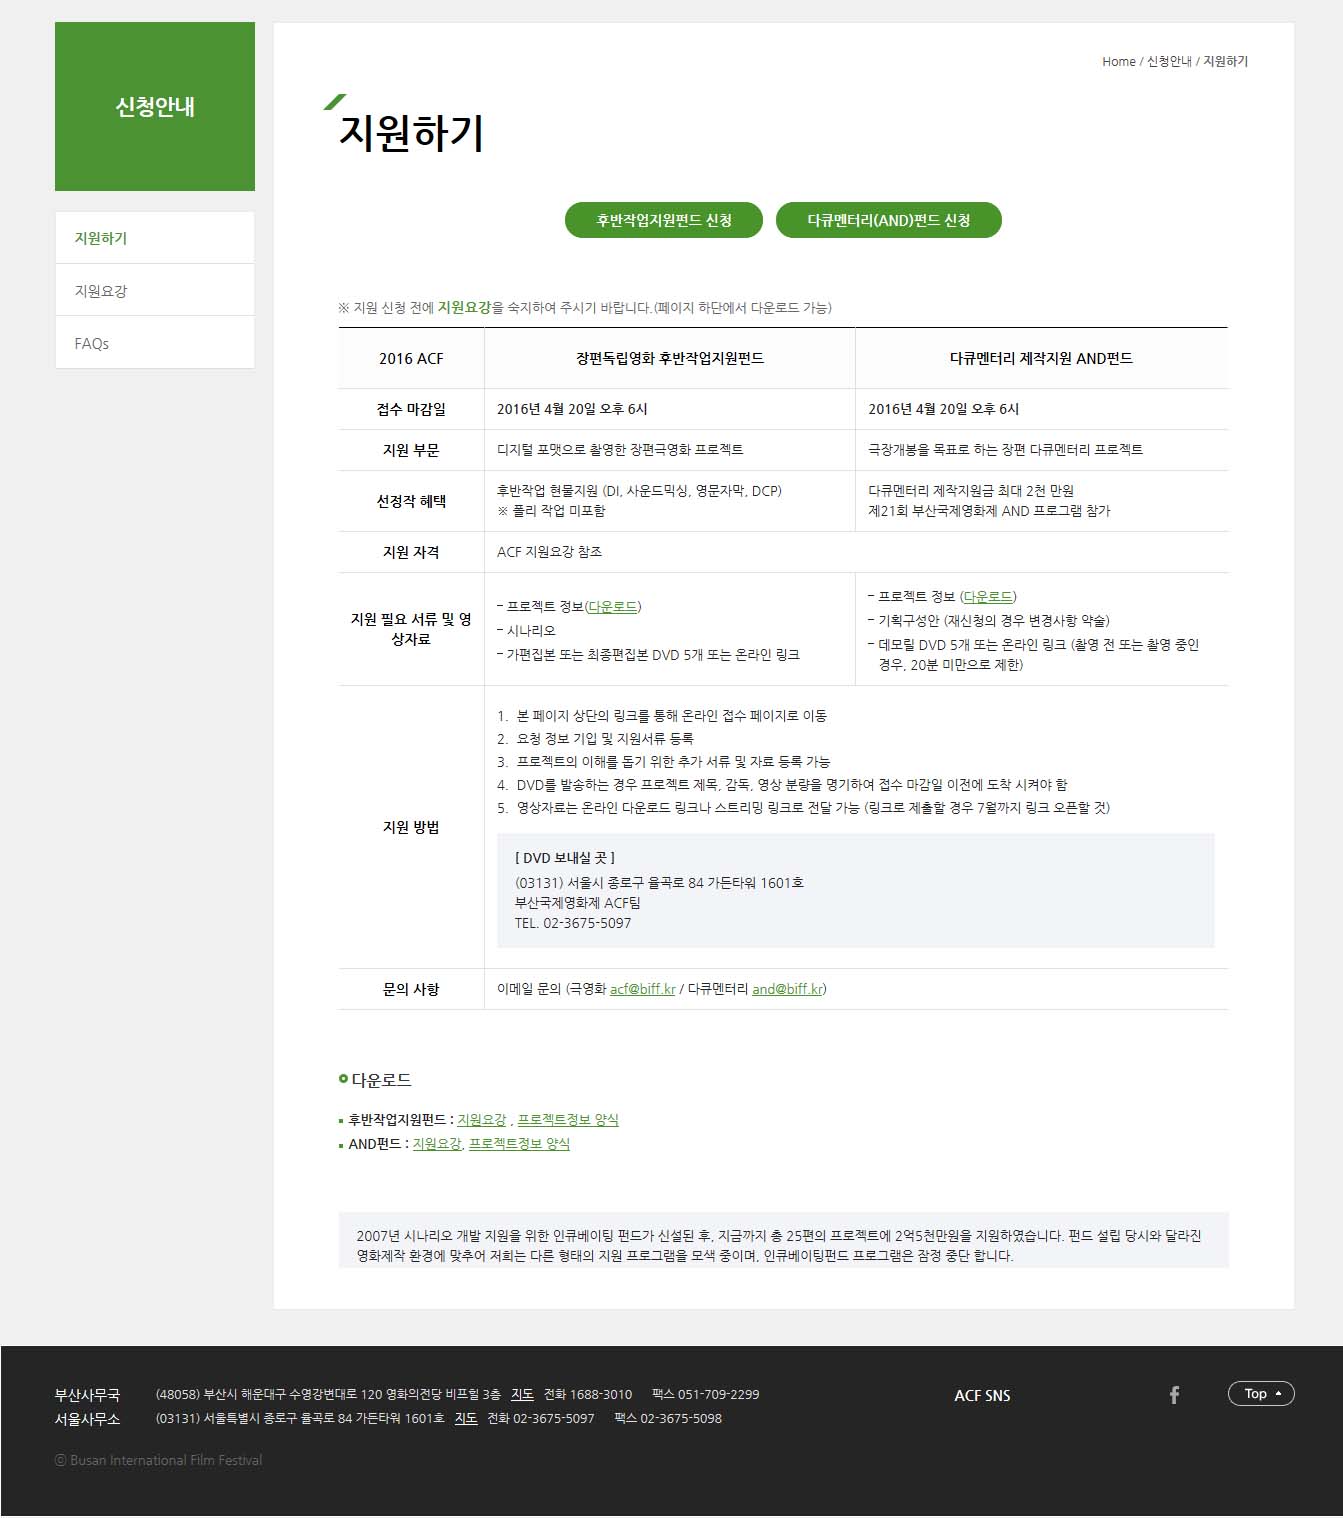 신청안내
지원하기
지원요강
FAQs
Home / 신청안내 / 지원하기
지원하기
후반작업지원펀드 신청
다큐멘터리(AND)펀드 신청
※ 지원 신청 전에 지원요강을 숙지하여 주시기 바랍니다.(페이지 하단에서 다운로드 가능)
2016 ACF 장편독립영화 후반작업지원펀드 다큐멘터리 제작지원 AND펀드
접수 마감일 2016년 4월 20일 오후 6시 2016년 4월 20일 오후 6시
지원 부문 디지털 포맷으로 촬영한 장편극영화 프로젝트 극장개봉을 목표로 하는 장편 다큐멘터리 프로젝트
선정작 혜택
후반작업 현물지원 (DI, 사운드믹싱, 영문자막, DCP)
※ 폴리 작업 미포함
다큐멘터리 제작지원금 최대 2천 만원
제21회 부산국제영화제 AND 프로그램 참가
지원 자격 ACF 지원요강 참조
지원 필요 서류 및 영
상자료
- 프로젝트 정보(다운로드)
- 시나리오
- 가편집본 또는 최종편집본 DVD 5개 또는 온라인 링크
- 프로젝트 정보 (다운로드)
- 기획구성안 (재신청의 경우 변경사항 약술)
- 데모릴 DVD 5개 또는 온라인 링크 (촬영 전 또는 촬영 중인
경우, 20분 미만으로 제한)
지원 방법
1. 본 페이지 상단의 링크를 통해 온라인 접수 페이지로 이동
2. 요청 정보 기입 및 지원서류 등록
3. 프로젝트의 이해를 돕기 위한 추가 서류 및 자료 등록 가능
4. DVD를 발송하는 경우 프로젝트 제목, 감독, 영상 분량을 명기하여 접수 마감일 이전에 도착 시켜야 함
5. 영상자료는 온라인 다운로드 링크나 스트리밍 링크로 전달 가능 (링크로 제출할 경우 7월까지 링크 오픈할 것)
[ DVD 보내실 곳 ]
(03131) 서울시 종로구 율곡로 84 가든타워 1601호
부산국제영화제 ACF팀
TEL. 02-3675-5097
문의 사항 이메일 문의 (극영화 acf@biff.kr / 다큐멘터리 and@biff.kr)
다운로드
후반작업지원펀드 : 지원요강 , 프로젝트정보 양식
AND펀드 : 지원요강, 프로젝트정보 양식
2007년 시나리오 개발 지원을 위한 인큐베이팅 펀드가 신설된 후, 지금까지 총 25편의 프로젝트에 2억5천만원을 지원하였습니다. 펀드 설립 당시와 달라진
영화제작 환경에 맞추어 저희는 다른 형태의 지원 프로그램을 모색 중이며, 인큐베이팅펀드 프로그램은 잠정 중단 합니다.
부산사무국 (48058) 부산시 해운대구 수영강변대로 120 영화의전당 비프힐 3층 지도 전화 1688-3010 팩스 051-709-2299
서울사무소 (03131) 서울특별시 종로구 율곡로 84 가든타워 1601호 지도 전화 02-3675-5097 팩스 02-3675-5098
ACF SNS
Top
ⓒ Busan International Film Festival